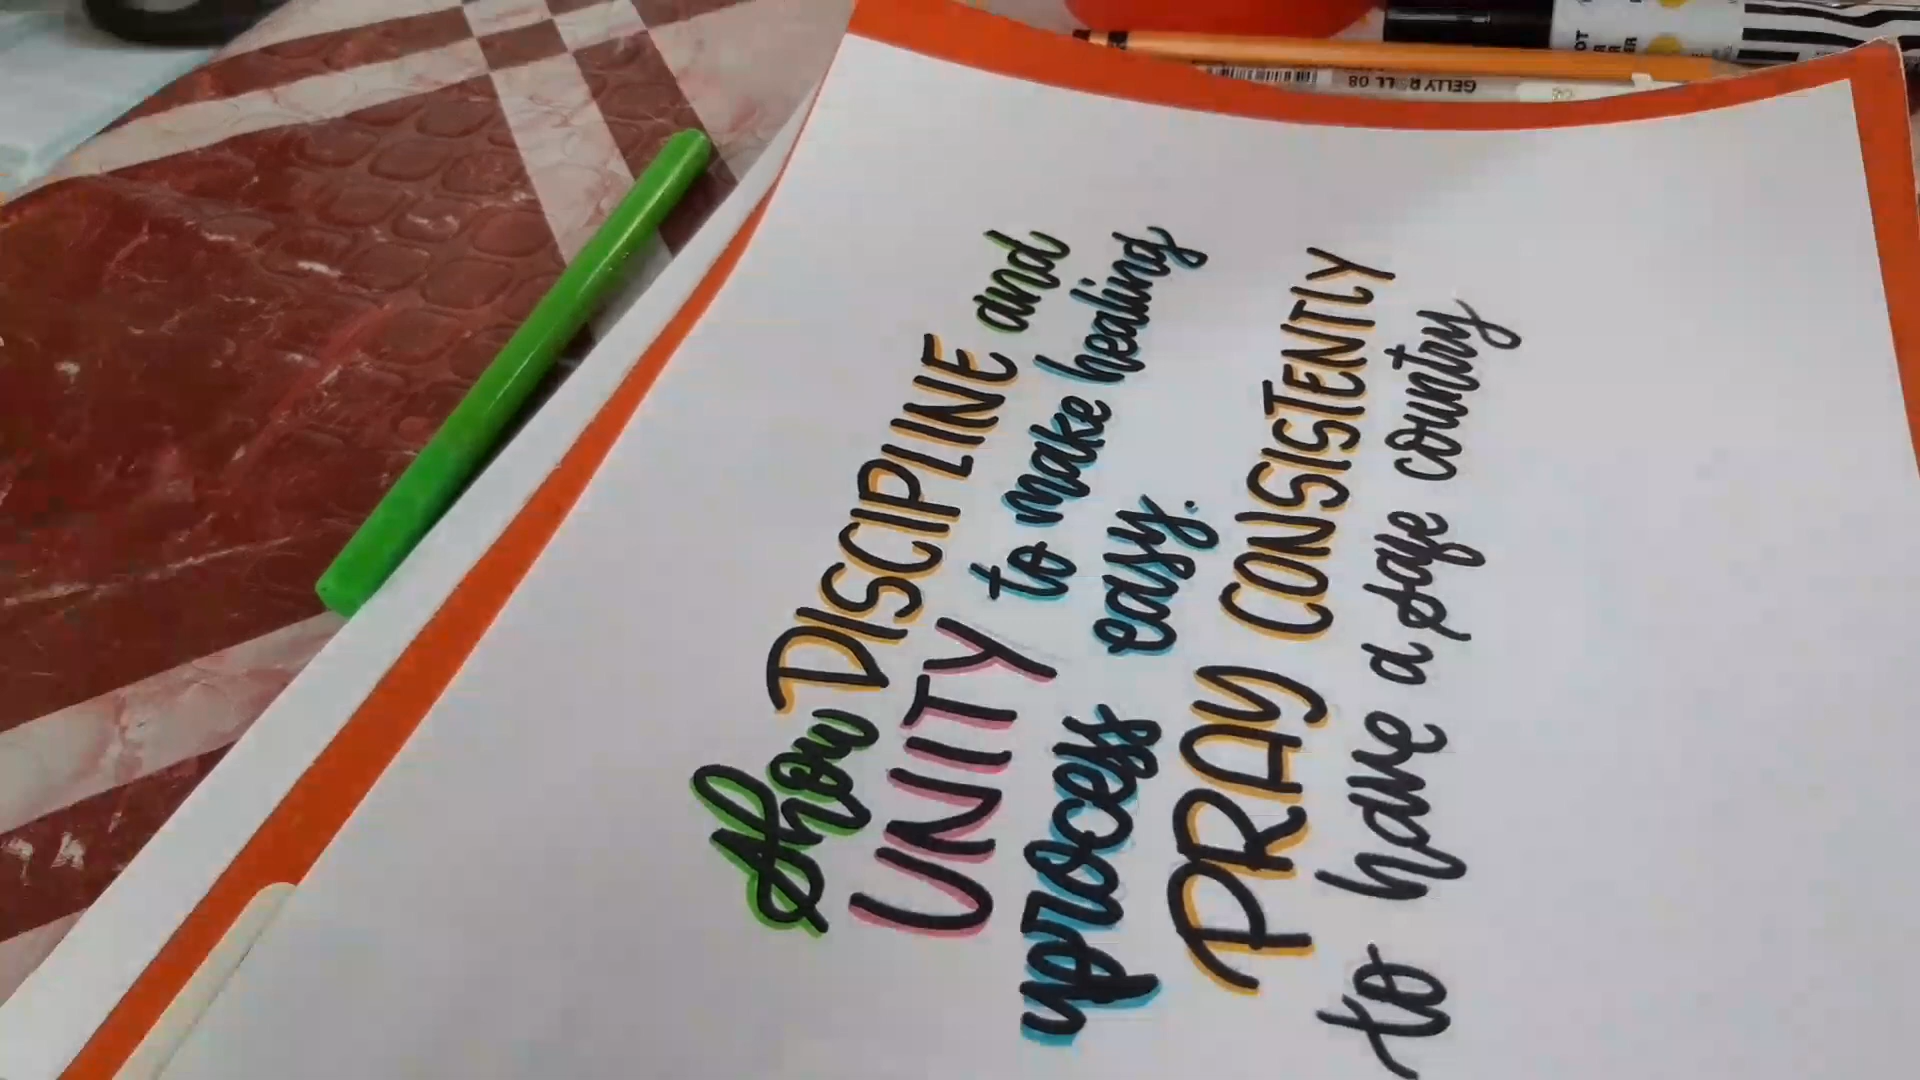 Show DISCIPLINE and
UNITY to make healing
process easy.
PRAY CONSISTENTLY
to have a safe country
GELLY ROLL 08